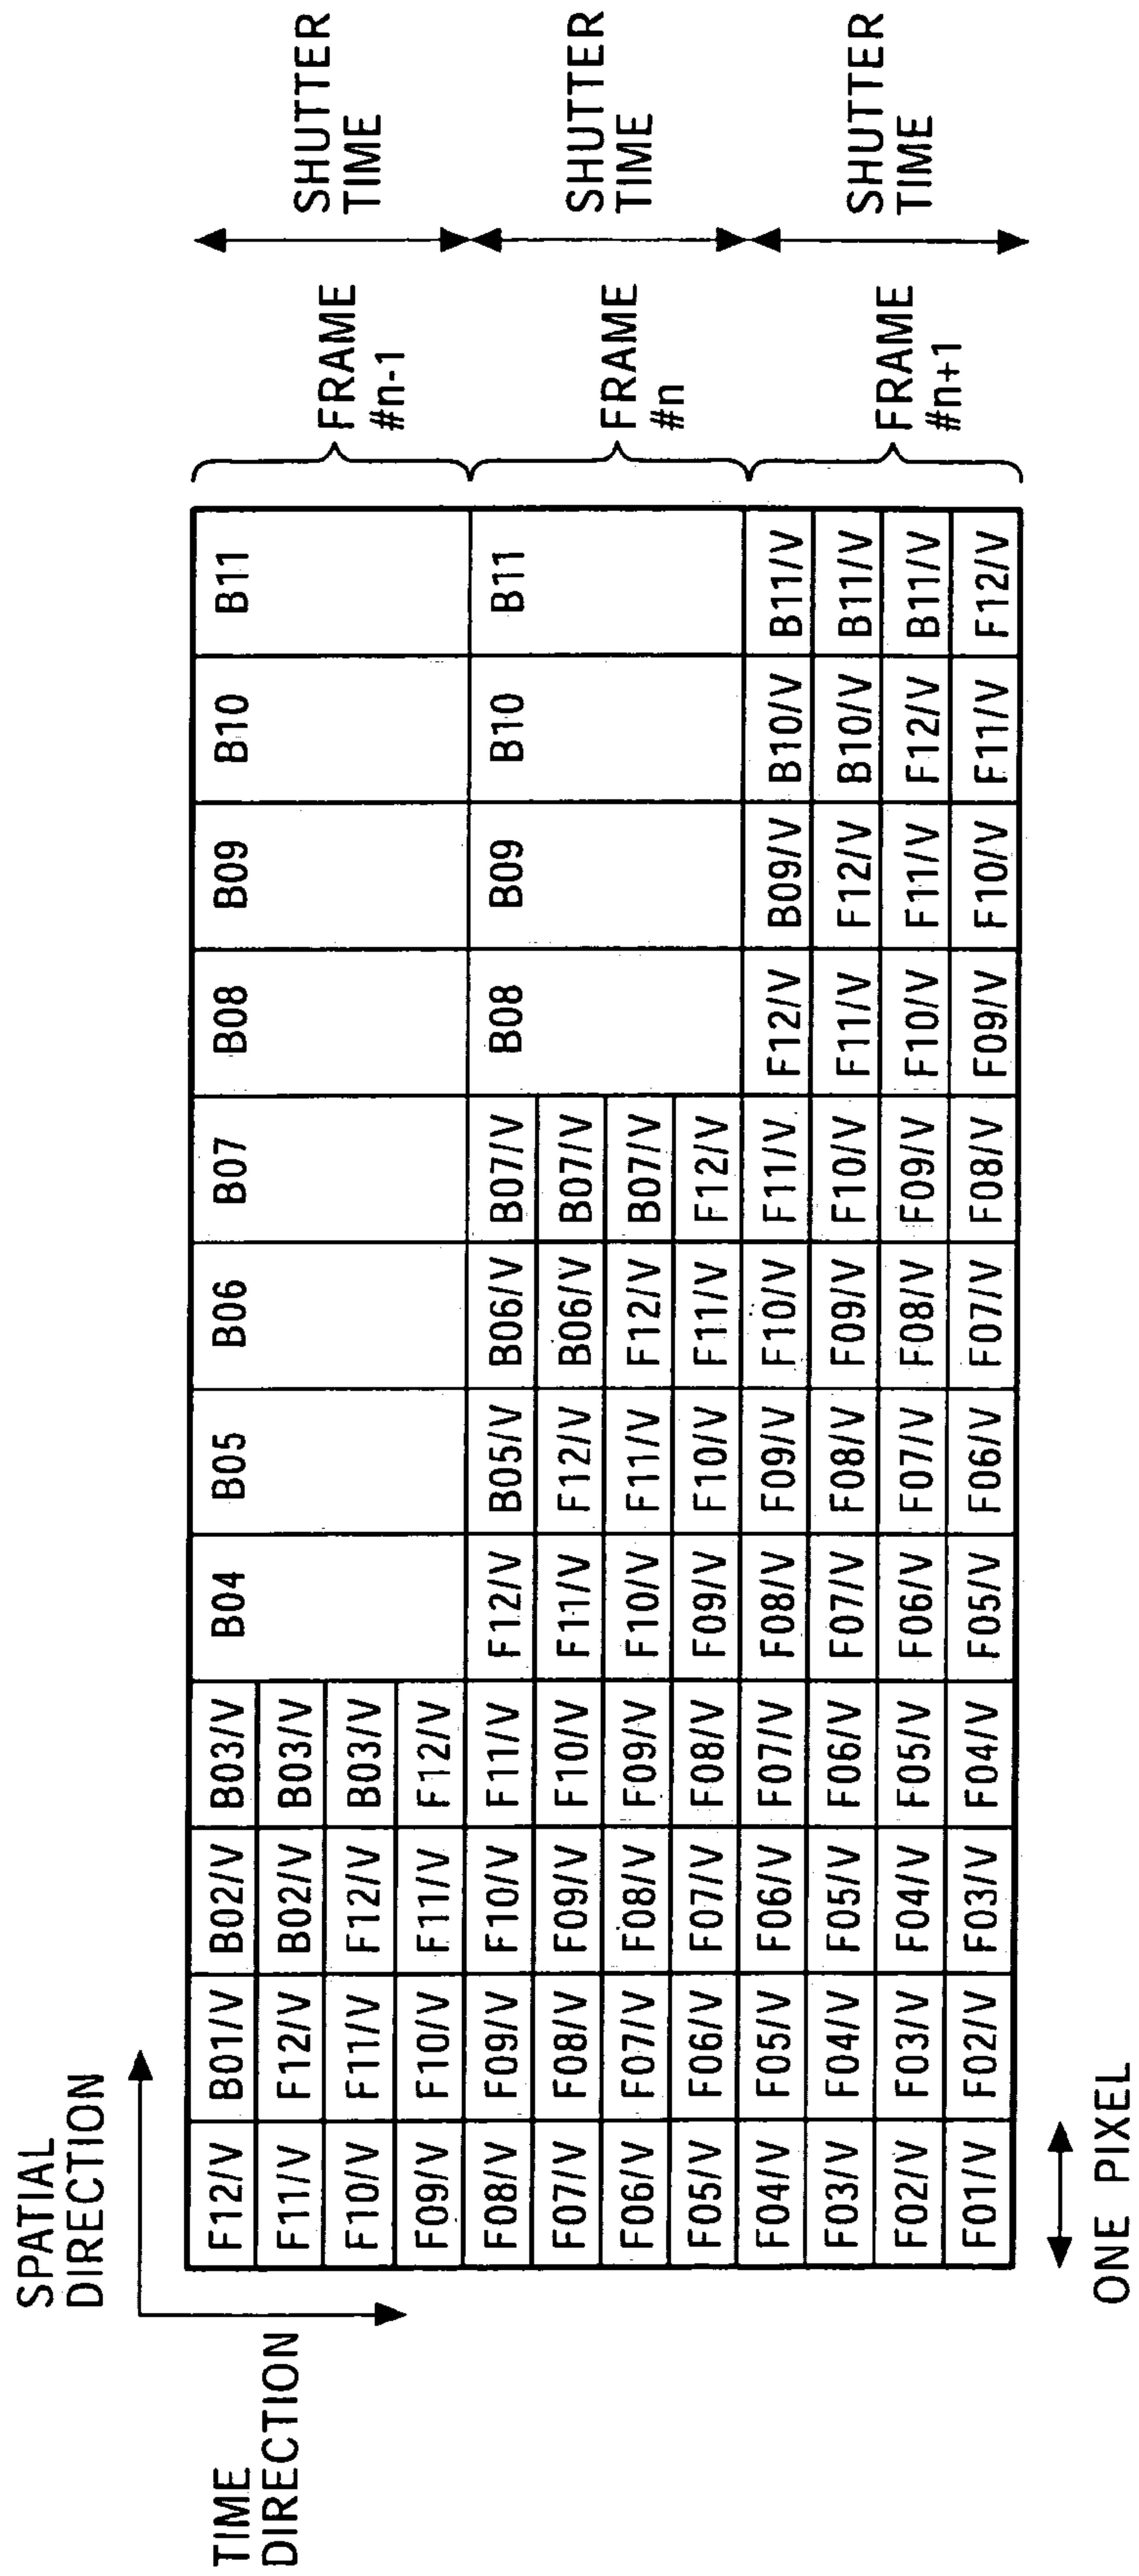 SPATIAL
DIRECTION
TIME
DIRECTION
F12/V B01/V B02/V B03/V B04 B05 B06 B07 B08 B09 B10 B11
F11/V F12/V B02/V B03/V
F10/V F11/V F12/V B03/V
F09/V F10/V F11/V F12/V
FRAME
#n-1
SHUTTER
TIME
F08/V F09/V F10/V F11/V F12/V B05/V B06/V B07/V B08 B09 B10 B11
F07/V F08/V F09/V F10/V F11/V F12/V B06/V B07/V
F06/V F07/V F08/V F09/V F10/V F11/V F12/V B07/V
F05/V F06/V F07/V F08/V F09/V F10/V F11/V F12/V
FRAME
#n
SHUTTER
TIME
F04/V F05/V F06/V F07/V F08/V F09/V F10/V F11/V F12/V B09/V B10/V B11/V
F03/V F04/V F05/V F06/V F07/V F08/V F09/V F10/V F11/V F12/V B10/V B11/V
F02/V F03/V F04/V F05/V F06/V F07/V F08/V F09/V F10/V F11/V F12/V B11/V
F01/V F02/V F03/V F04/V F05/V F06/V F07/V F08/V F09/V F10/V F11/V F12/V
FRAME
#n+1
SHUTTER
TIME
ONE PIXEL